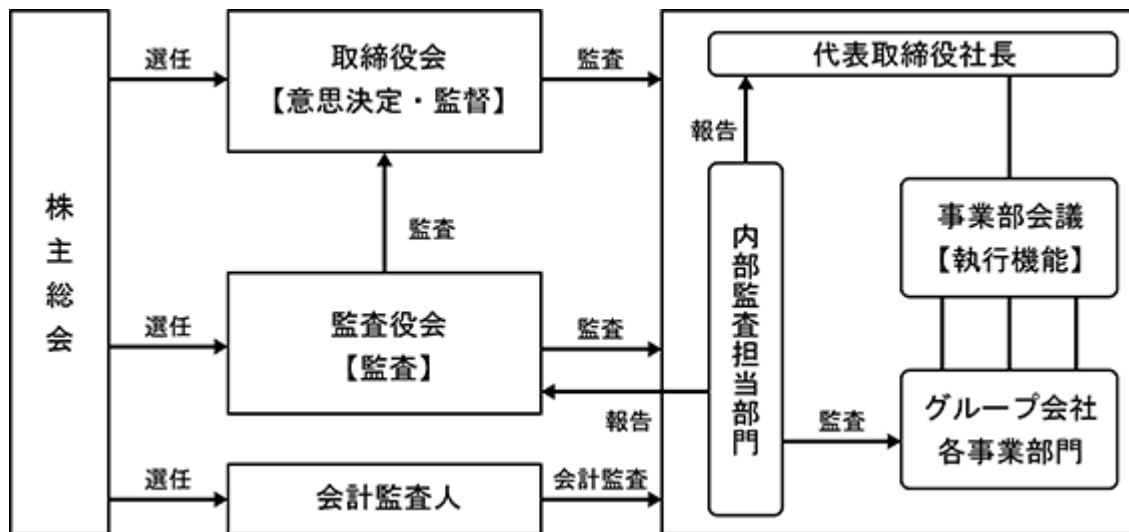 株主総会
選任
取締役会
【意思決定・監督】
監査
監査
選任
監査役会
【監査】
監査
報告
選任
会計監査人
会計監査
代表取締役社長
報告
内部監査担当部門
事業部会議
【執行機能】
監査
グループ会社
各事業部門